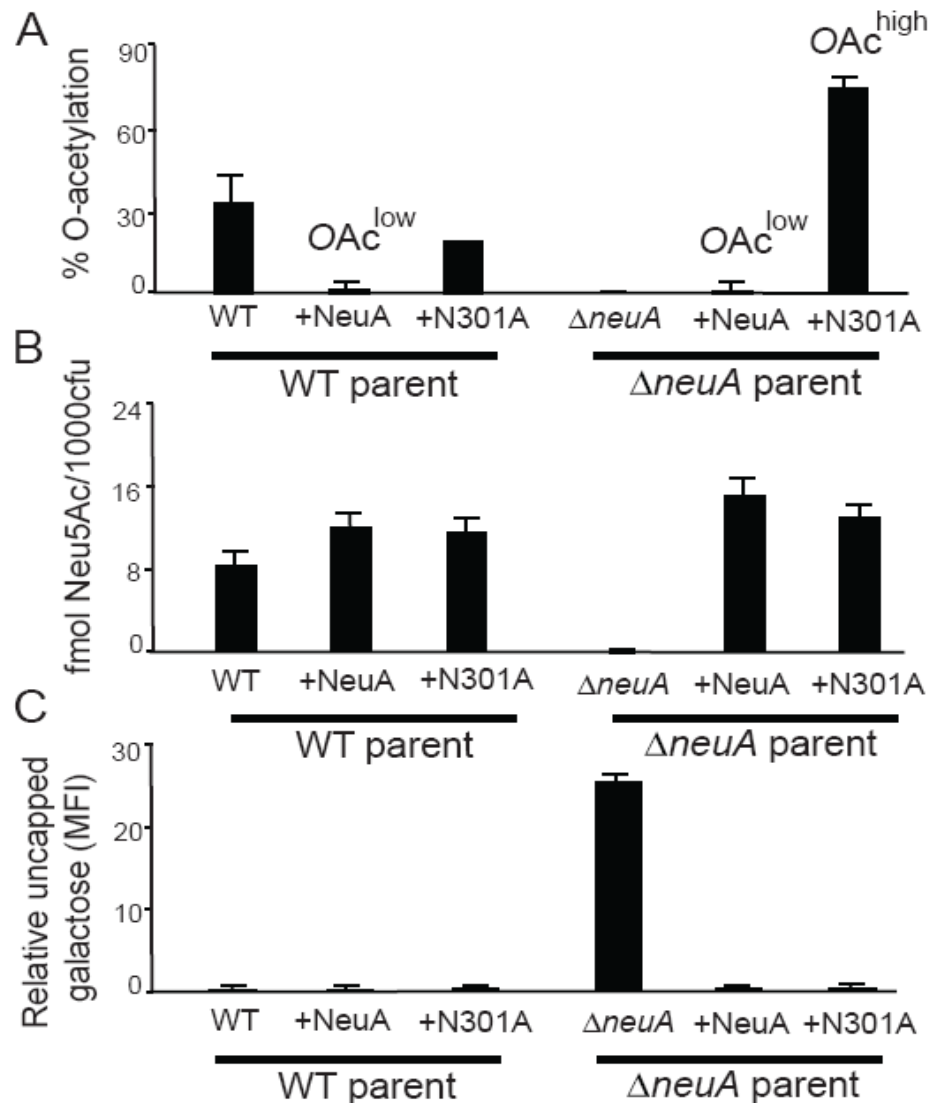 A
% O-acetylation
90
60
30
0
OAc^low
OAc^low
OAc^high
WT +NeuA +N301A ΔneuA +NeuA +N301A
WT parent ΔneuA parent
B
fmol Neu5Ac/1000cfu
24
16
8
0
WT +NeuA +N301A ΔneuA +NeuA +N301A
WT parent ΔneuA parent
C
Relative uncapped
galactose (MFI)
30
20
10
0
WT +NeuA +N301A ΔneuA +NeuA +N301A
WT parent ΔneuA parent